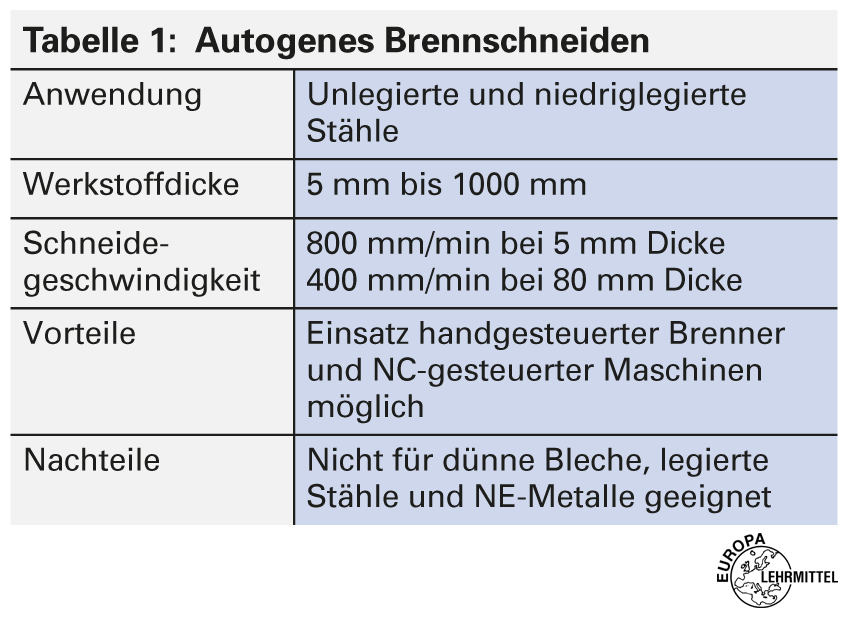 Tabelle 1: Autogenes Brennschneiden
Anwendung
Unlegierte und niedriglegierte
Stähle
Werkstoffdicke
5 mm bis 1000 mm
Schneide-
geschwindigkeit
800 mm/min bei 5 mm Dicke
400 mm/min bei 80 mm Dicke
Vorteile
Einsatz handgesteuerter Brenner
und NC-gesteuerter Maschinen
möglich
Nachteile
Nicht für dünne Bleche, legierte
Stähle und NE-Metalle geeignet
EUROPA
LEHRMITTEL